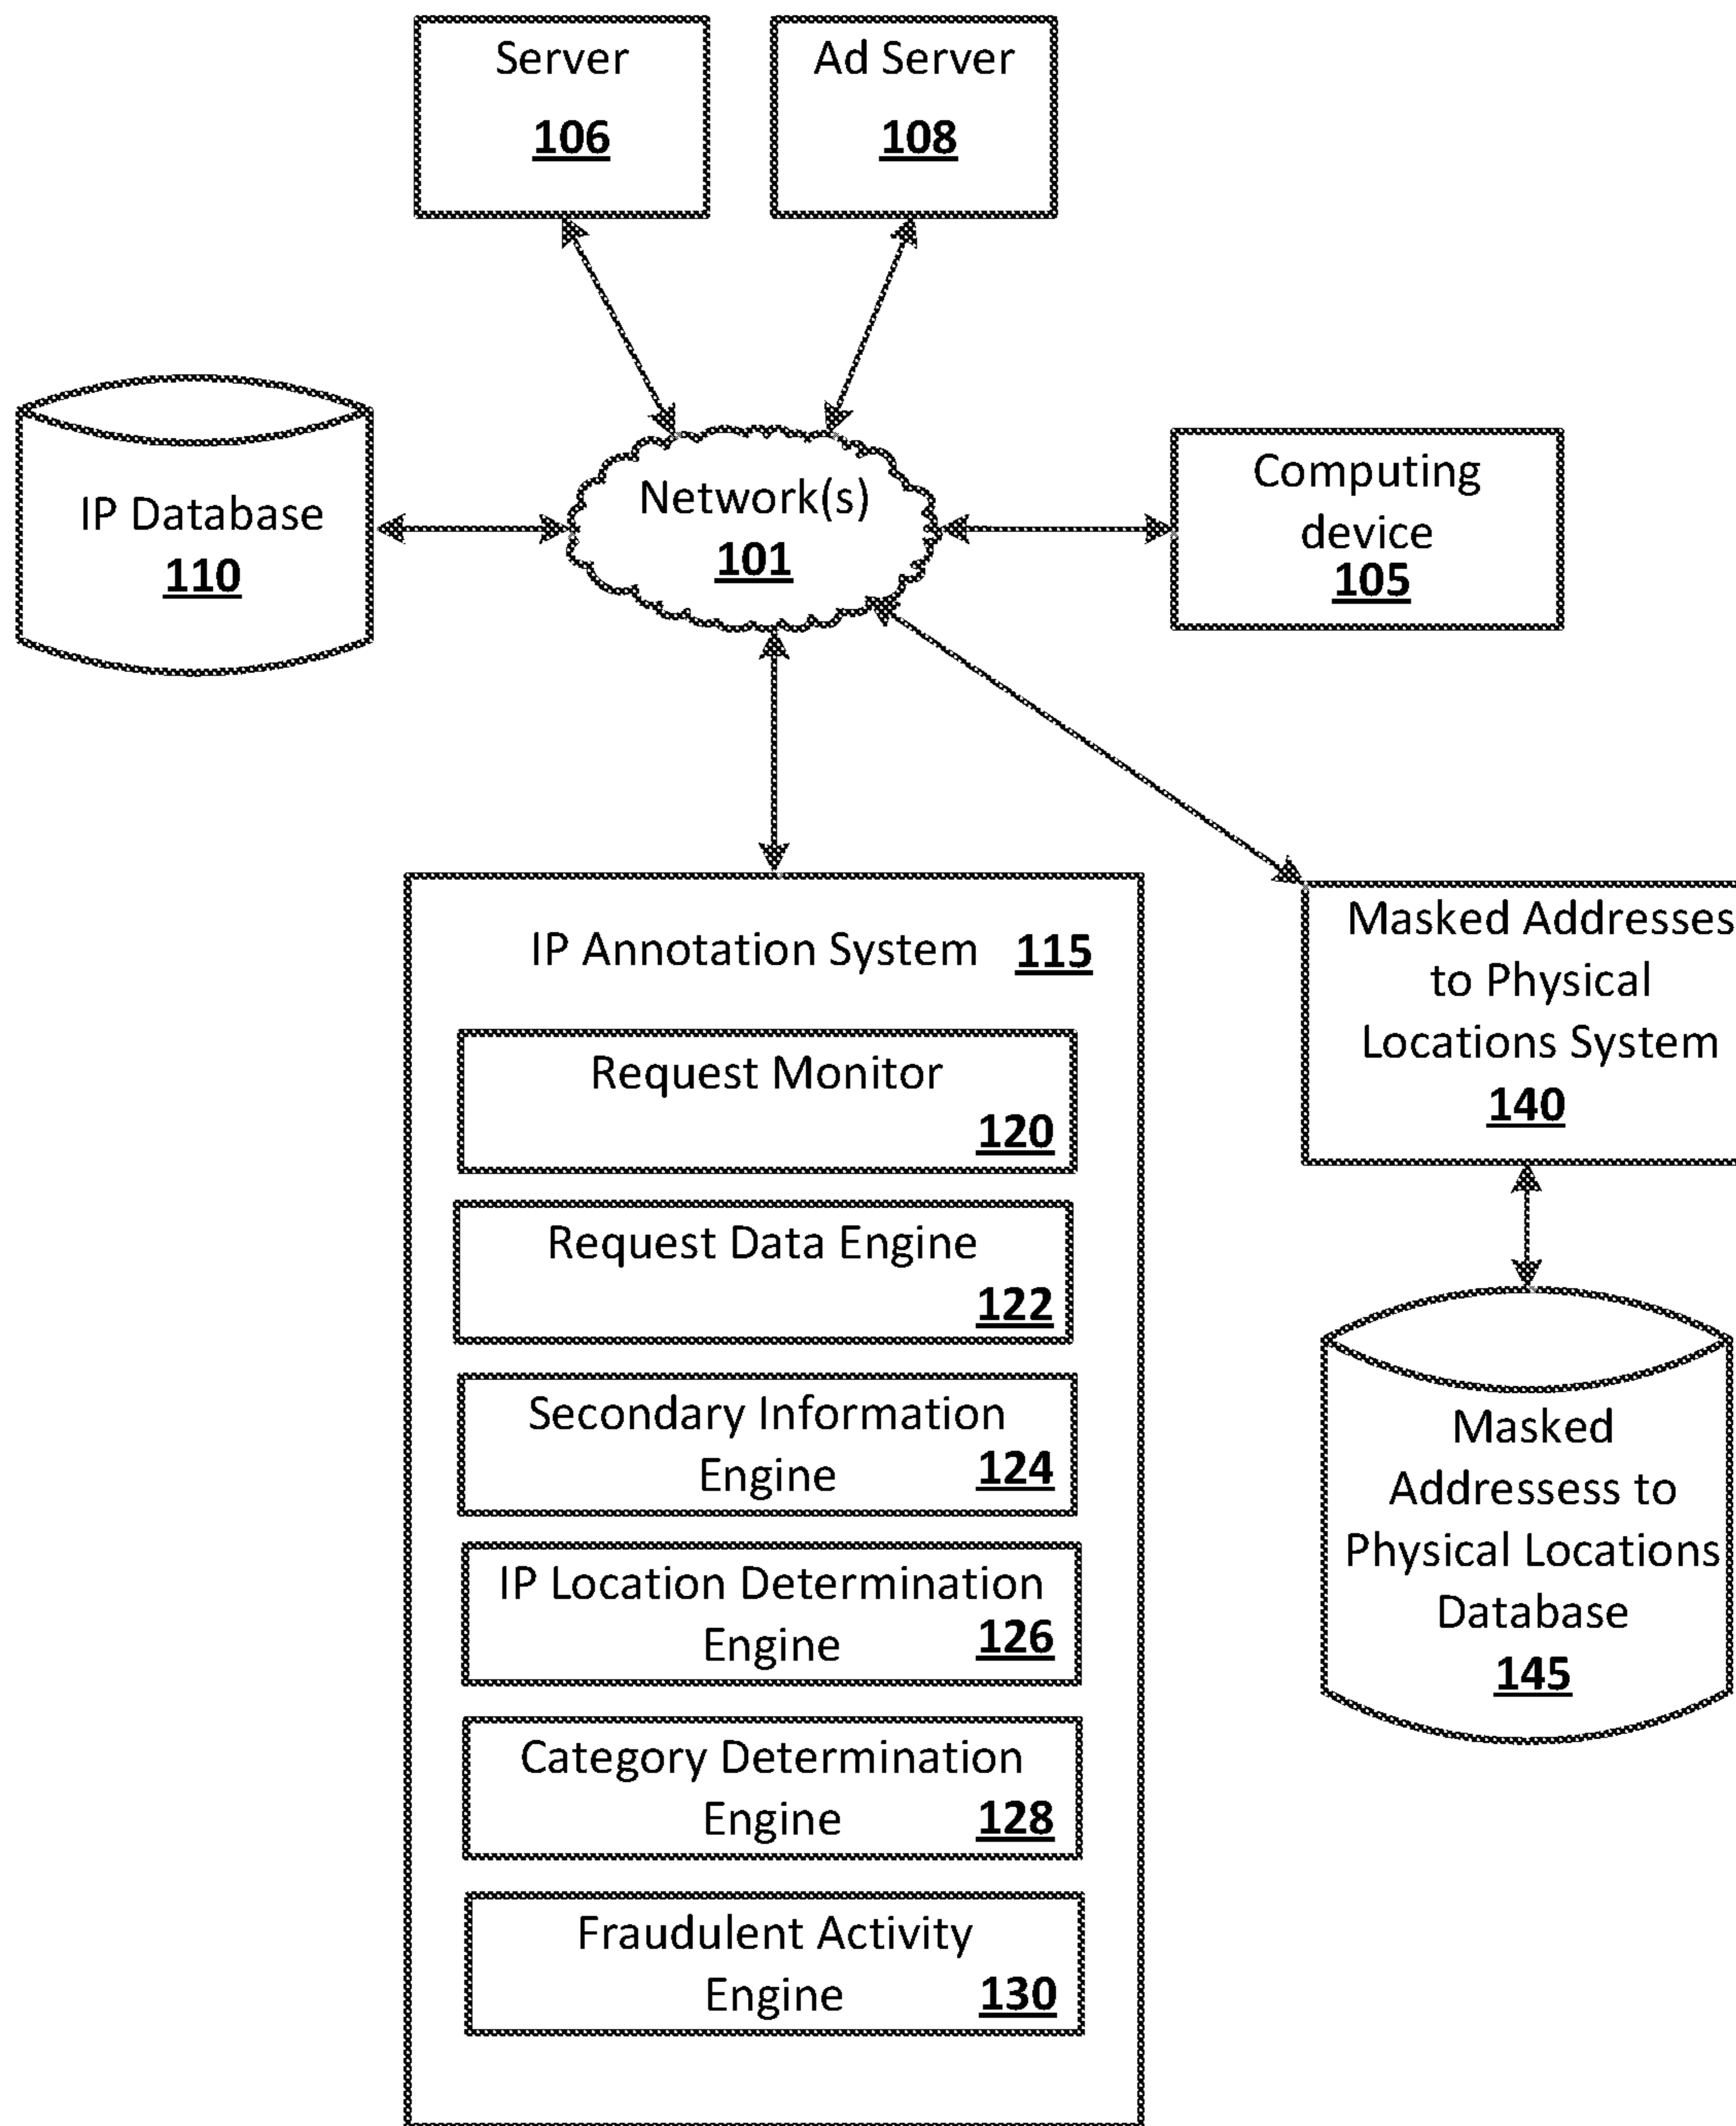 Server
106
Ad Server
108
IP Database
110
Network(s)
101
Computing
device
105
IP Annotation System 115
Request Monitor
120
Request Data Engine
122
Secondary Information
Engine 124
IP Location Determination
Engine 126
Category Determination
Engine 128
Fraudulent Activity
Engine 130
Masked Addresses
to Physical
Locations System
140
Masked
Addressess to
Physical Locations
Database
145